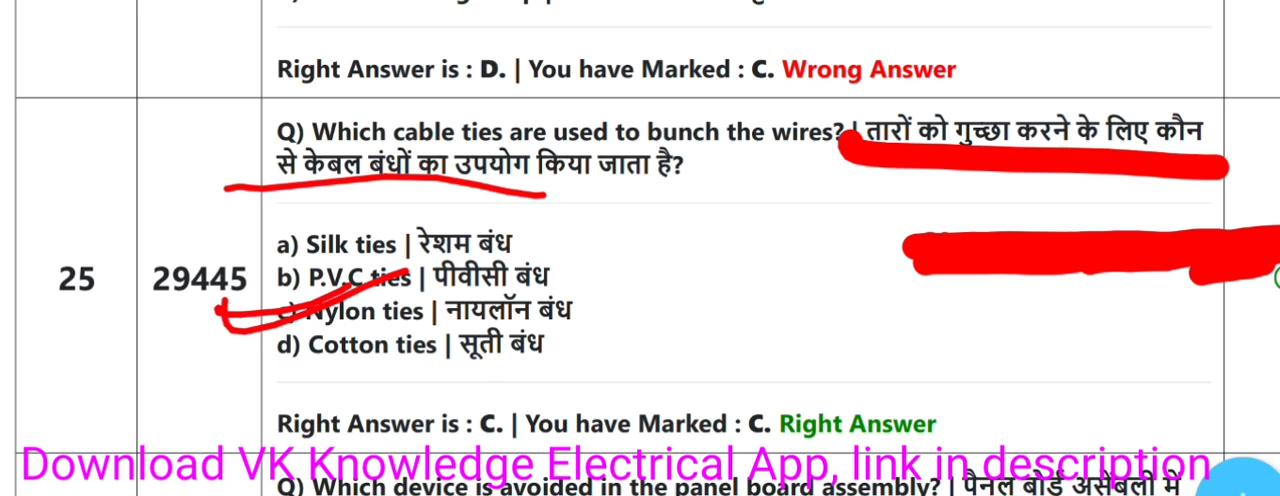 Right Answer is : D. | You have Marked : C. Wrong Answer
Q) Which cable ties are used to bunch the wires? | तारों को गुच्छा करने के लिए कौन
से केबल बंधों का उपयोग किया जाता है?
a) Silk ties | रेशम बंध
25 29445 b) P.V.C ties | पीवीसी बंध
c) Nylon ties | नायलॉन बंध
d) Cotton ties | सूती बंध
Right Answer is : C. | You have Marked : C. Right Answer
Download VK Knowledge Electrical App, link in description
Q) Which device is avoided in the panel board assembly? | पैनल बोर्ड असेंबली में